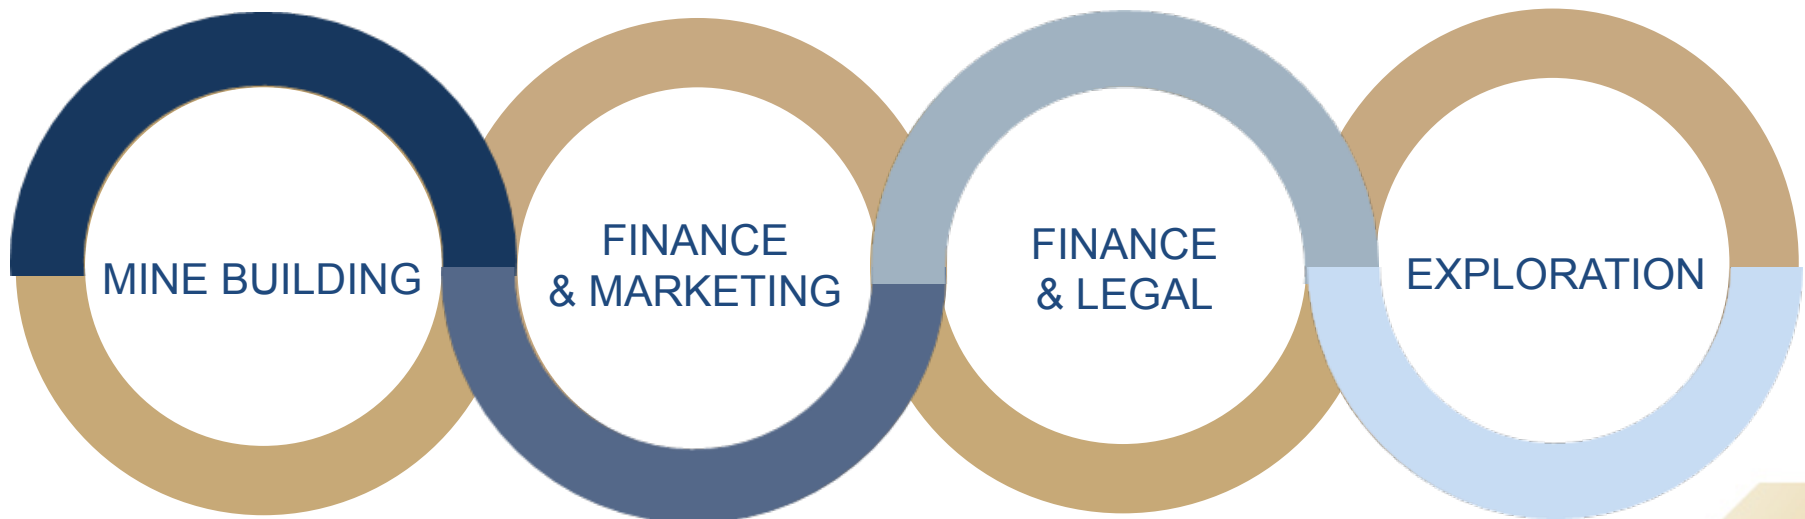 MINE BUILDING
FINANCE
& MARKETING
FINANCE
& LEGAL
EXPLORATION